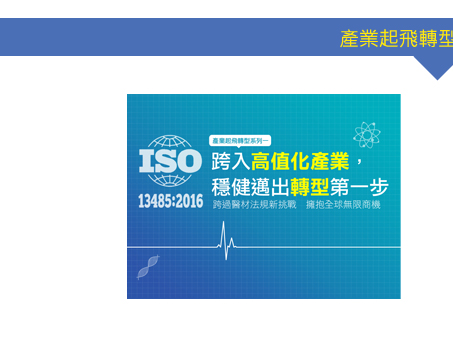 產業起飛轉型
產業起飛轉型系列一
ISO
13485:2016
跨入高值化產業，
穩健邁出轉型第一步
跨過醫材法規新挑戰 擁抱全球無限商機